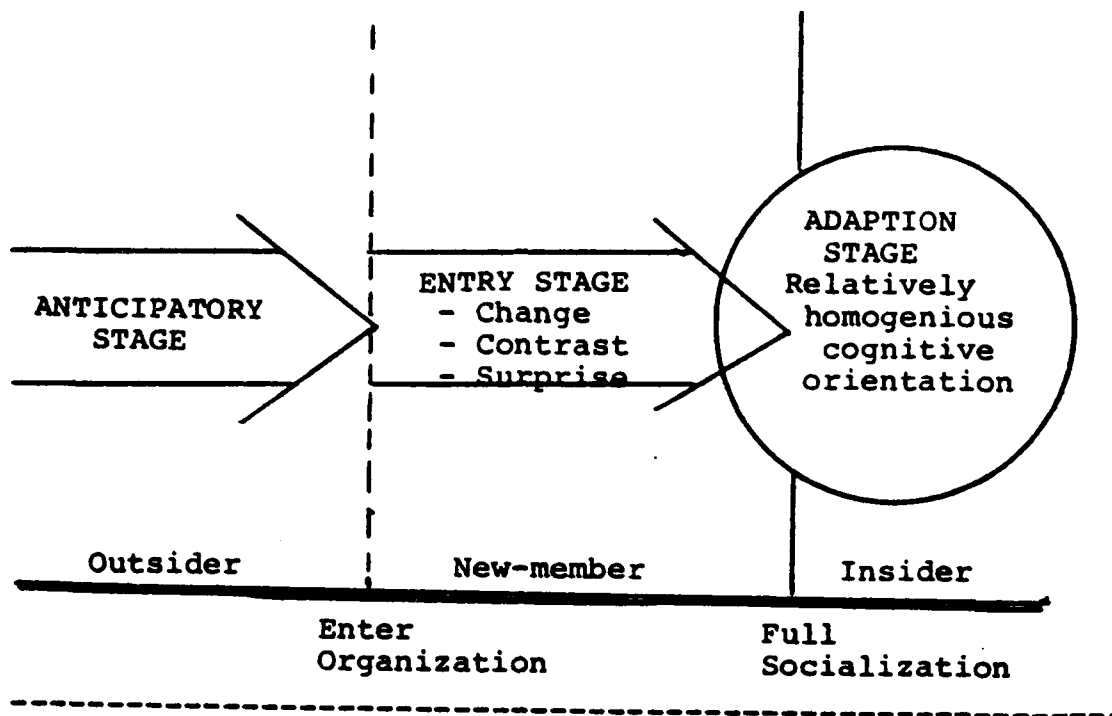 ANTICIPATORY
STAGE
ENTRY STAGE
- Change
- Contrast
- Surprise
ADAPTION
STAGE
Relatively
homogenious
cognitive
orientation
Outsider
New-member
Insider
Enter
Organization
Full
Socialization